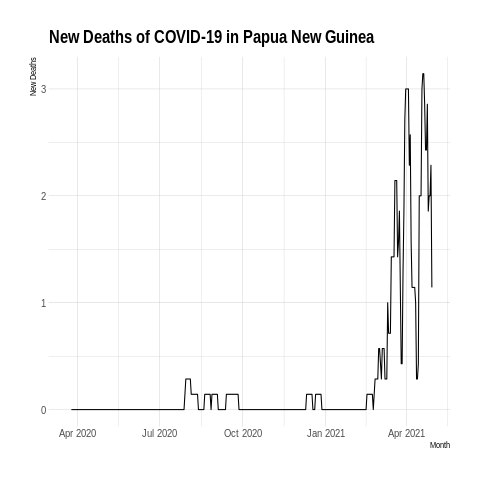 New Deaths of COVID-19 in Papua New Guinea
New Deaths
3
2
1
0
Apr 2020 Jul 2020 Oct 2020 Jan 2021 Apr 2021
Month